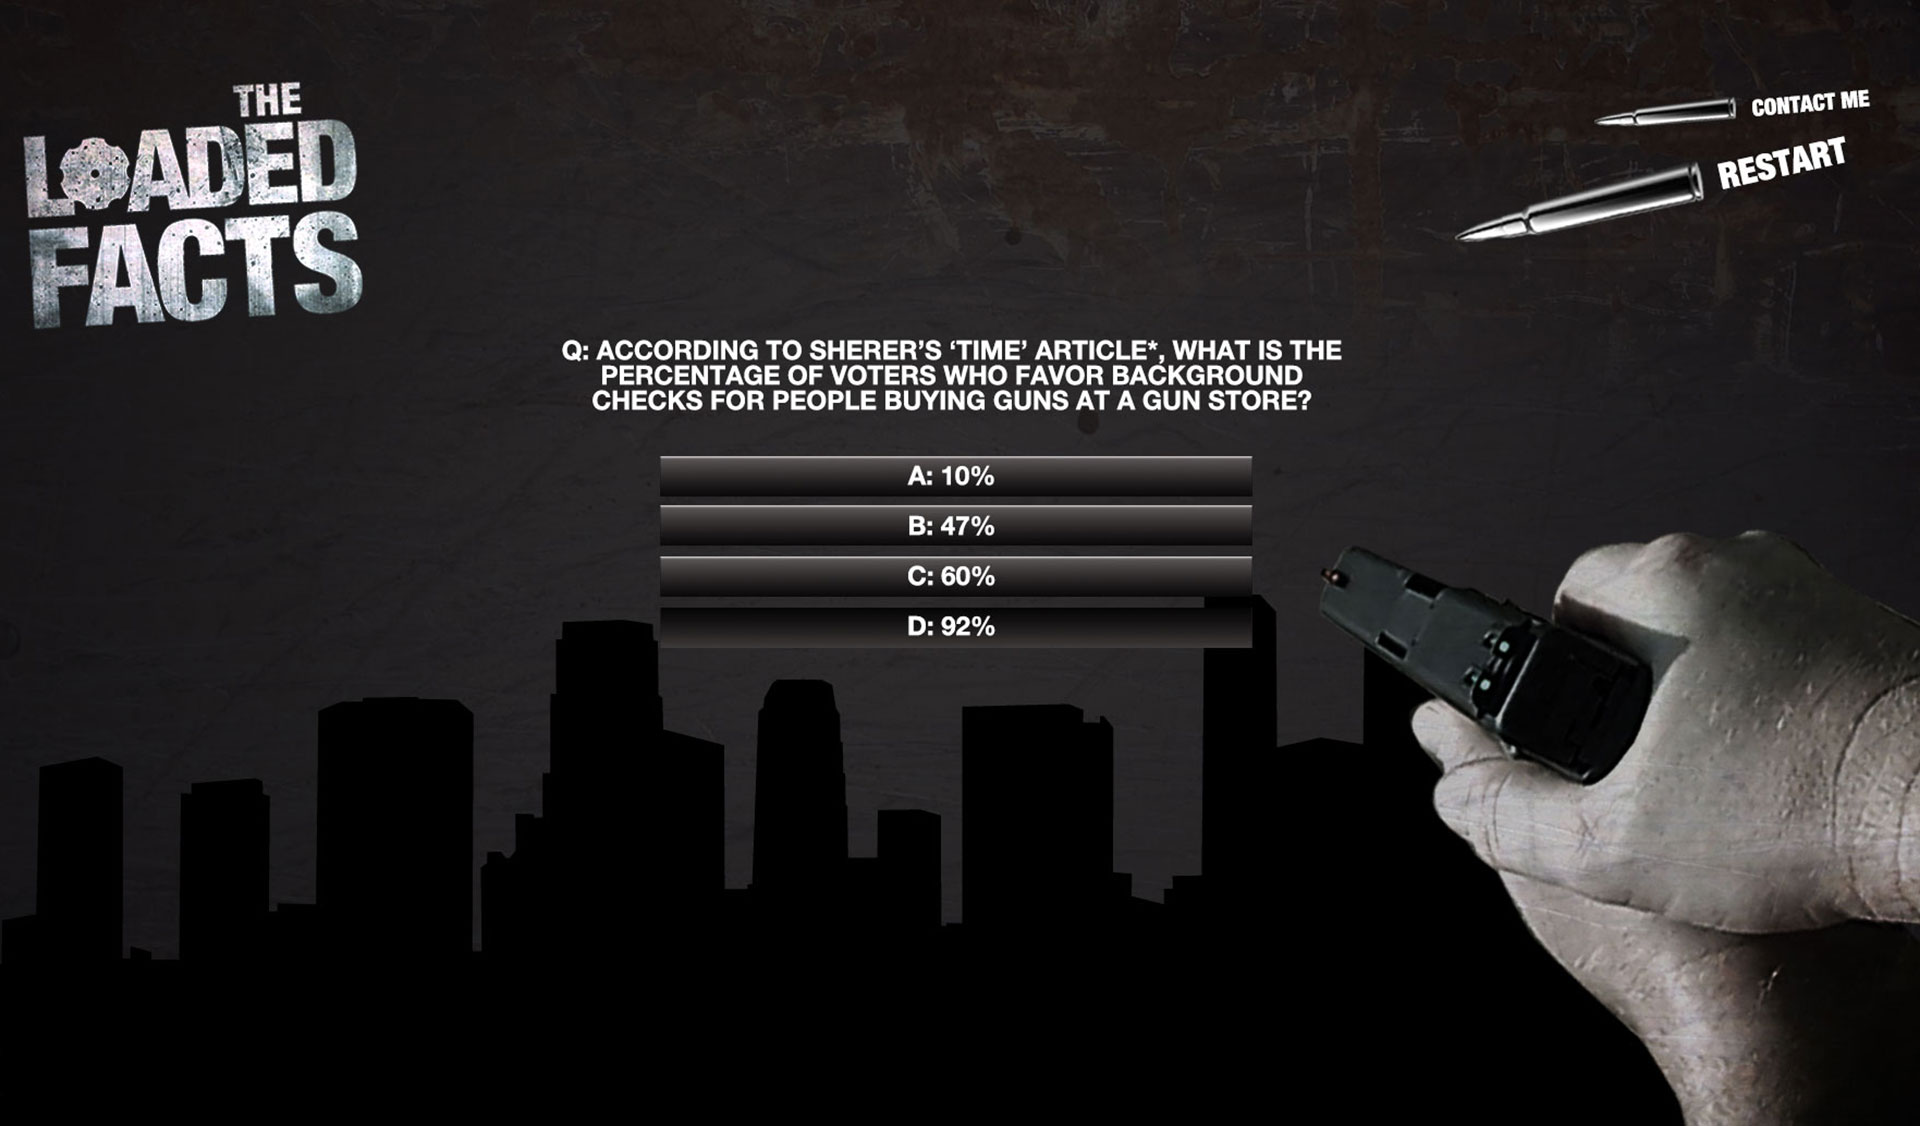 THE
LOADED
FACTS
CONTACT ME
RESTART
Q: ACCORDING TO SHERER'S ‘TIME’ ARTICLE*, WHAT IS THE
PERCENTAGE OF VOTERS WHO FAVOR BACKGROUND
CHECKS FOR PEOPLE BUYING GUNS AT A GUN STORE?
A: 10%
B: 47%
C: 60%
D: 92%